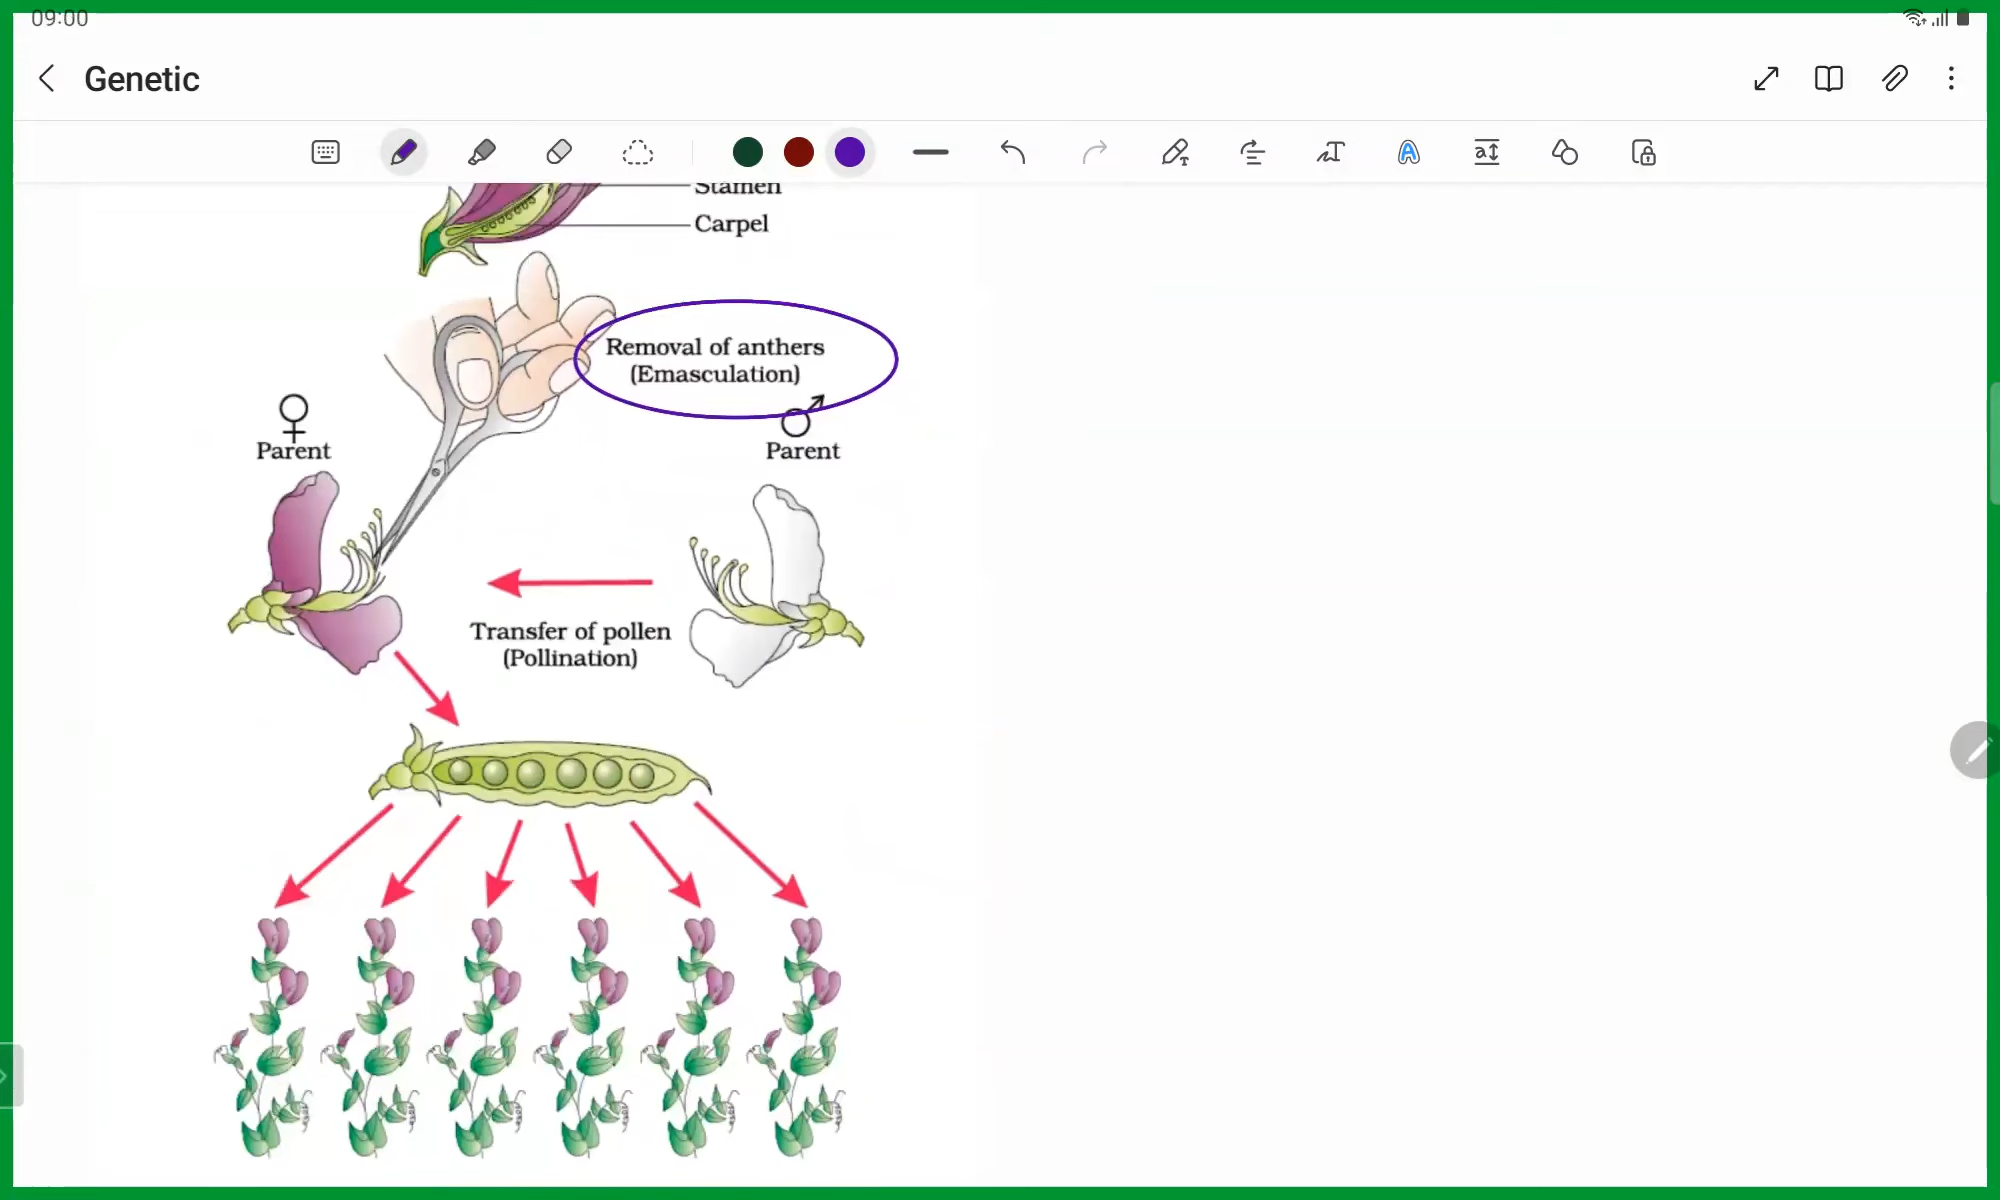 09:00
Genetic
Stamen
Carpel
Removal of anthers
(Emasculation)
Parent
Parent
Transfer of pollen
(Pollination)